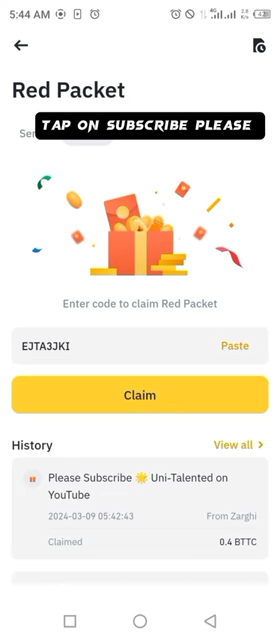 5:44 AM
Red Packet
TAP ON SUBSCRIBE PLEASE
Enter code to claim Red Packet
EJTA3JKI Paste
Claim
History View all
Please Subscribe 🌟 Uni-Talented on
YouTube
2024-03-09 05:42:43 From Zarghi
Claimed 0.4 BTTC